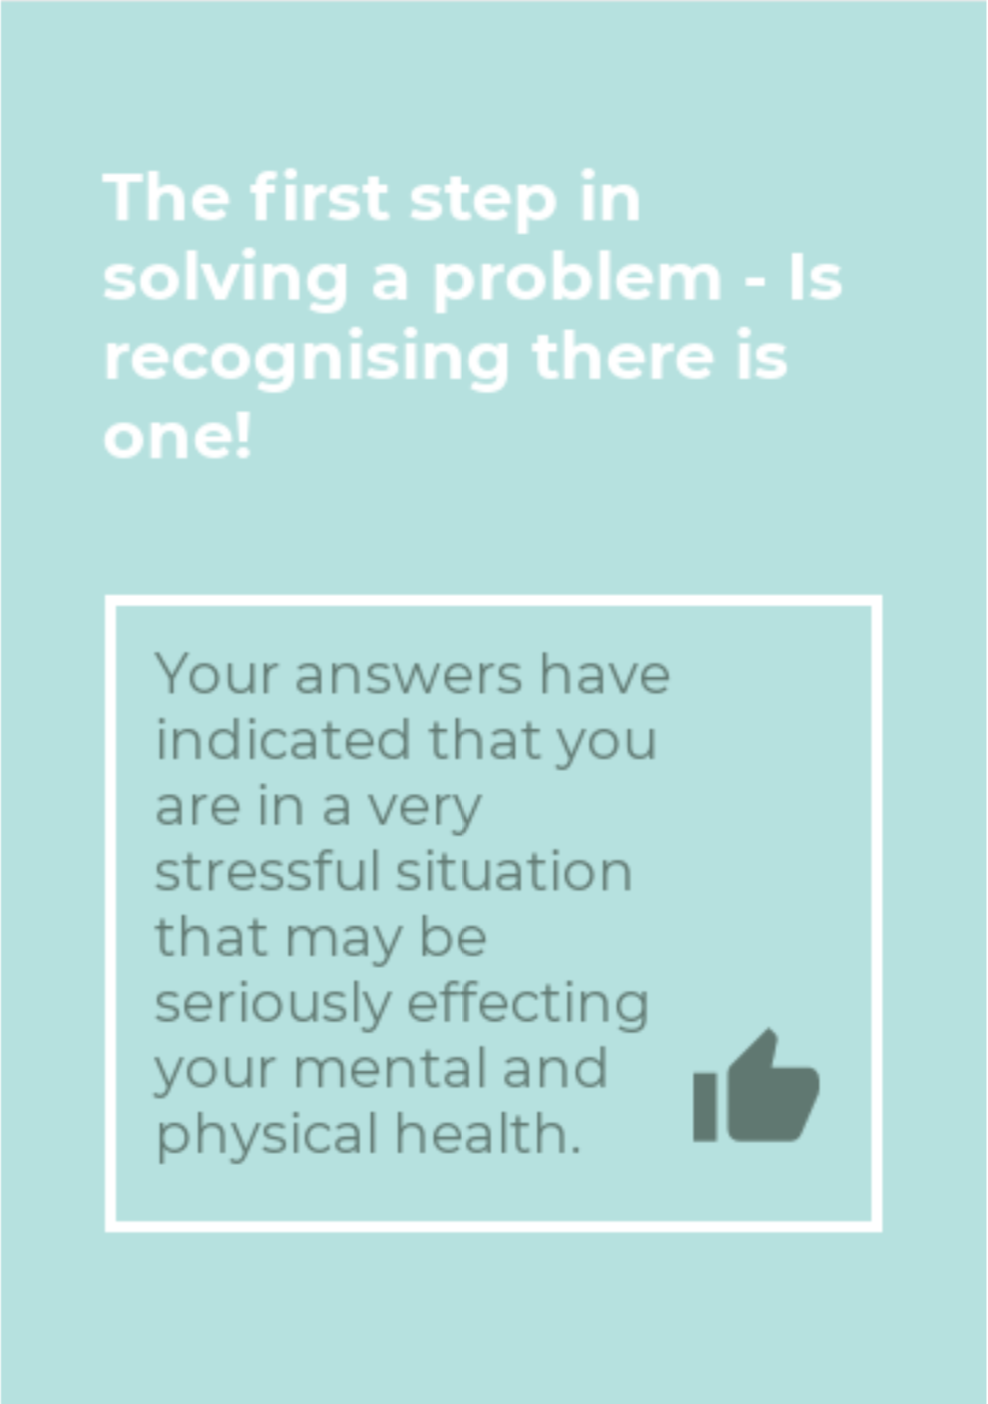 The first step in
solving a problem - Is
recognising there is
one!
Your answers have
indicated that you
are in a very
stressful situation
that may be
seriously effecting
your mental and
physical health.